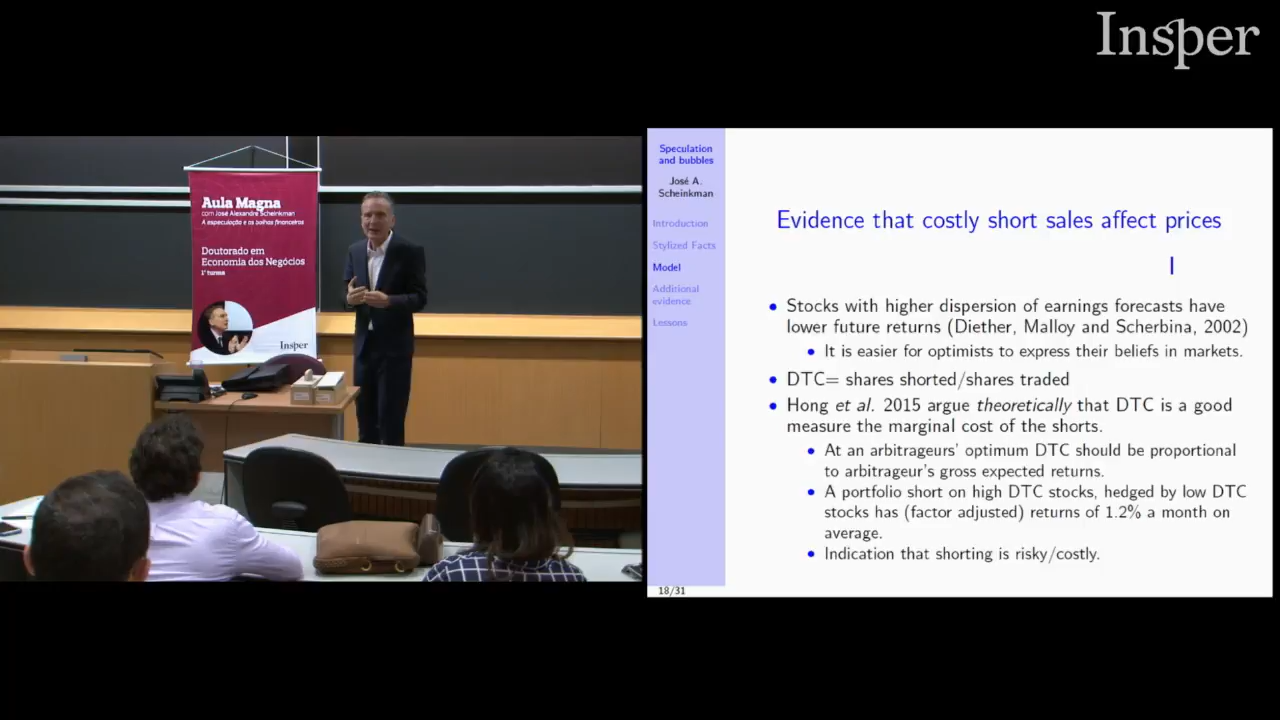 Insper
Aula Magna
com José Alexandre Scheinkman
A especulação e as bolhas financeiras
Doutorado em
Economia dos Negócios
1ª turma
Insper
Speculation
and bubbles
José A.
Scheinkman
Introduction
Stylized Facts
Model
Additional
evidence
Lessons
Evidence that costly short sales affect prices
I
• Stocks with higher dispersion of earnings forecasts have
lower future returns (Diether, Malloy and Scherbina, 2002)
• It is easier for optimists to express their beliefs in markets.
• DTC= shares shorted/shares traded
• Hong et al. 2015 argue theoretically that DTC is a good
measure the marginal cost of the shorts.
• At an arbitrageurs' optimum DTC should be proportional
to arbitrageur's gross expected returns.
• A portfolio short on high DTC stocks, hedged by low DTC
stocks has (factor adjusted) returns of 1.2% a month on
average.
• Indication that shorting is risky/costly.
18/31